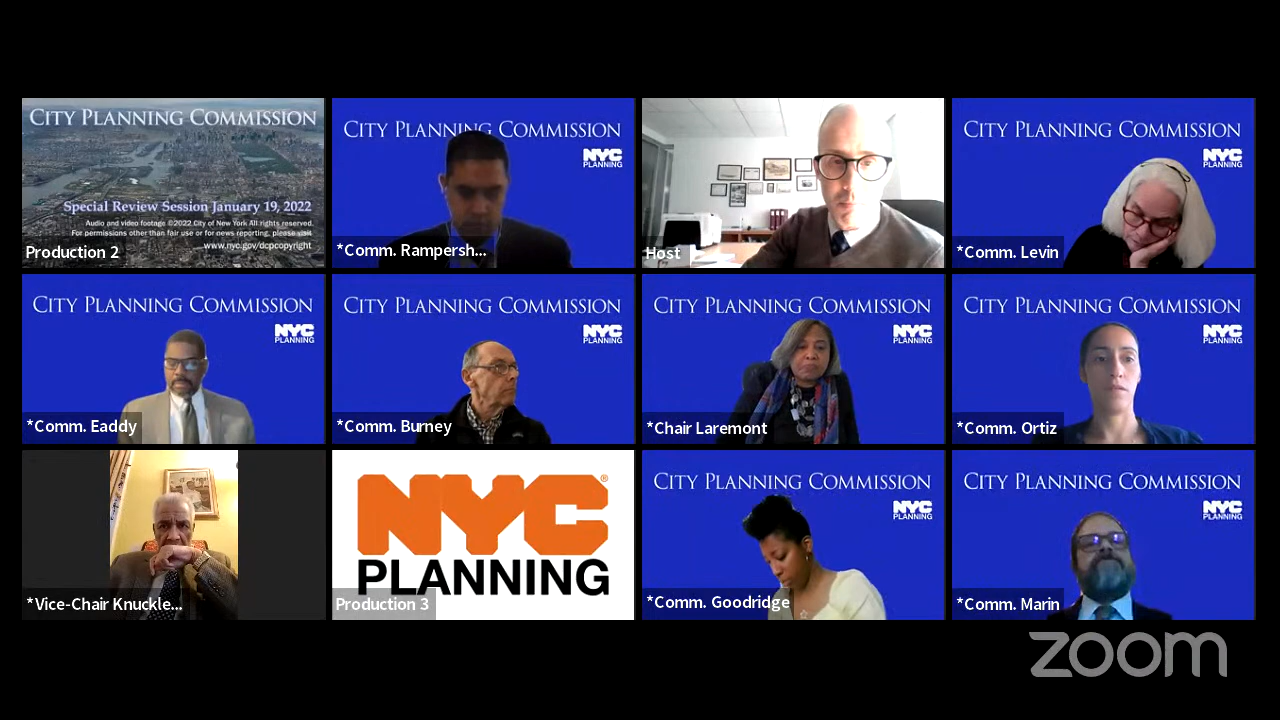 CITY PLANNING COMMISSION
Special Review Session January 19, 2022
Audio and video footage ©2022 City of New York All rights reserved.
For permissions other than fair use or for news reporting, please visit
www.nyc.gov/dcpcopyright
Production 2
CITY PLANNING COMMISSION
NYC
PLANNING
*Comm. Rampersh...
Host
CITY PLANNING COMMISSION
NYC
PLANNING
*Comm. Levin
CITY PLANNING COMMISSION
NYC
PLANNING
*Comm. Eaddy
CITY PLANNING COMMISSION
NYC
PLANNING
*Comm. Burney
CITY PLANNING COMMISSION
NYC
PLANNING
*Chair Laremont
CITY PLANNING COMMISSION
NYC
PLANNING
*Comm. Ortiz
*Vice-Chair Knuckle...
NYC®
PLANNING
Production 3
CITY PLANNING COMMISSION
NYC
PLANNING
*Comm. Goodridge
CITY PLANNING COMMISSION
NYC
PLANNING
*Comm. Marin
zoom